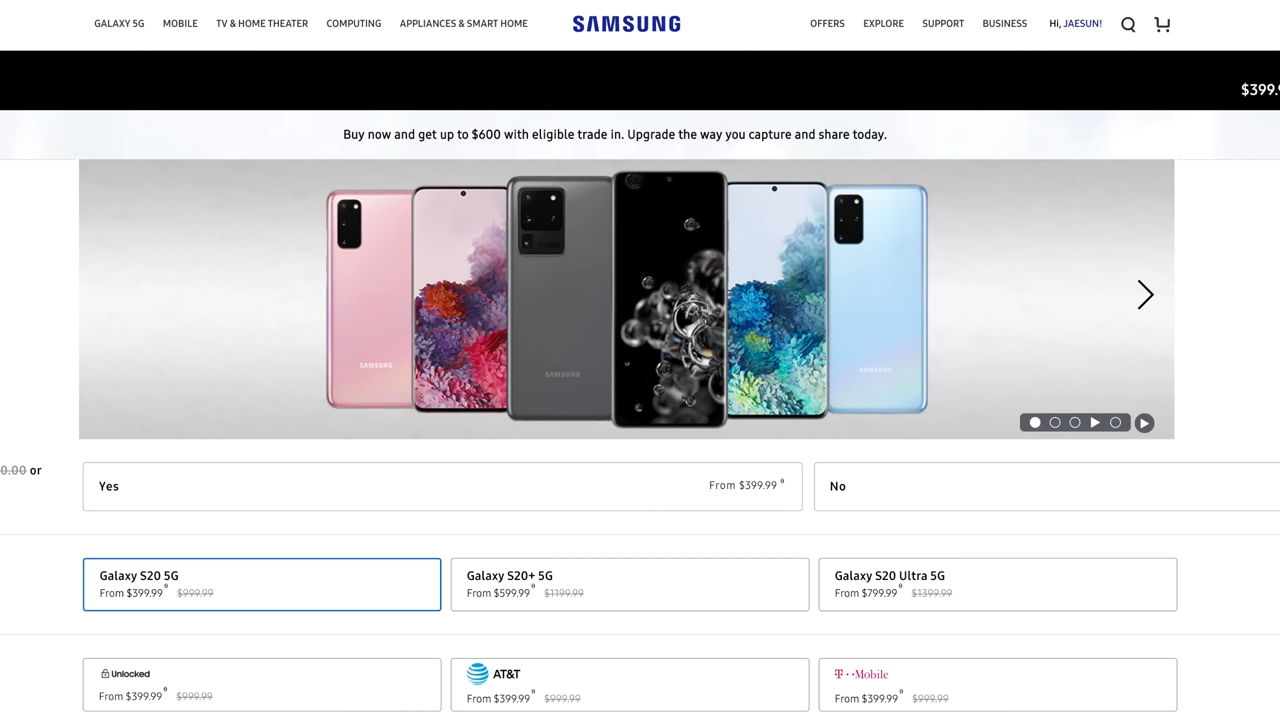 GALAXY 5G MOBILE TV & HOME THEATER COMPUTING APPLIANCES & SMART HOME SAMSUNG OFFERS EXPLORE SUPPORT BUSINESS Hi, JAESUN!
$399.9
Buy now and get up to $600 with eligible trade in. Upgrade the way you capture and share today.
SAMSUNG SAMSUNG SAMSUNG
0.00 or
Yes From $399.99 θ No
Galaxy S20 5G Galaxy S20+ 5G Galaxy S20 Ultra 5G
From $399.99 θ $999.99 From $599.99 θ $1199.99 From $799.99 θ $1399.99
Unlocked AT&T T-Mobile
From $399.99 θ $999.99 From $399.99 θ $999.99 From $399.99 θ $999.99